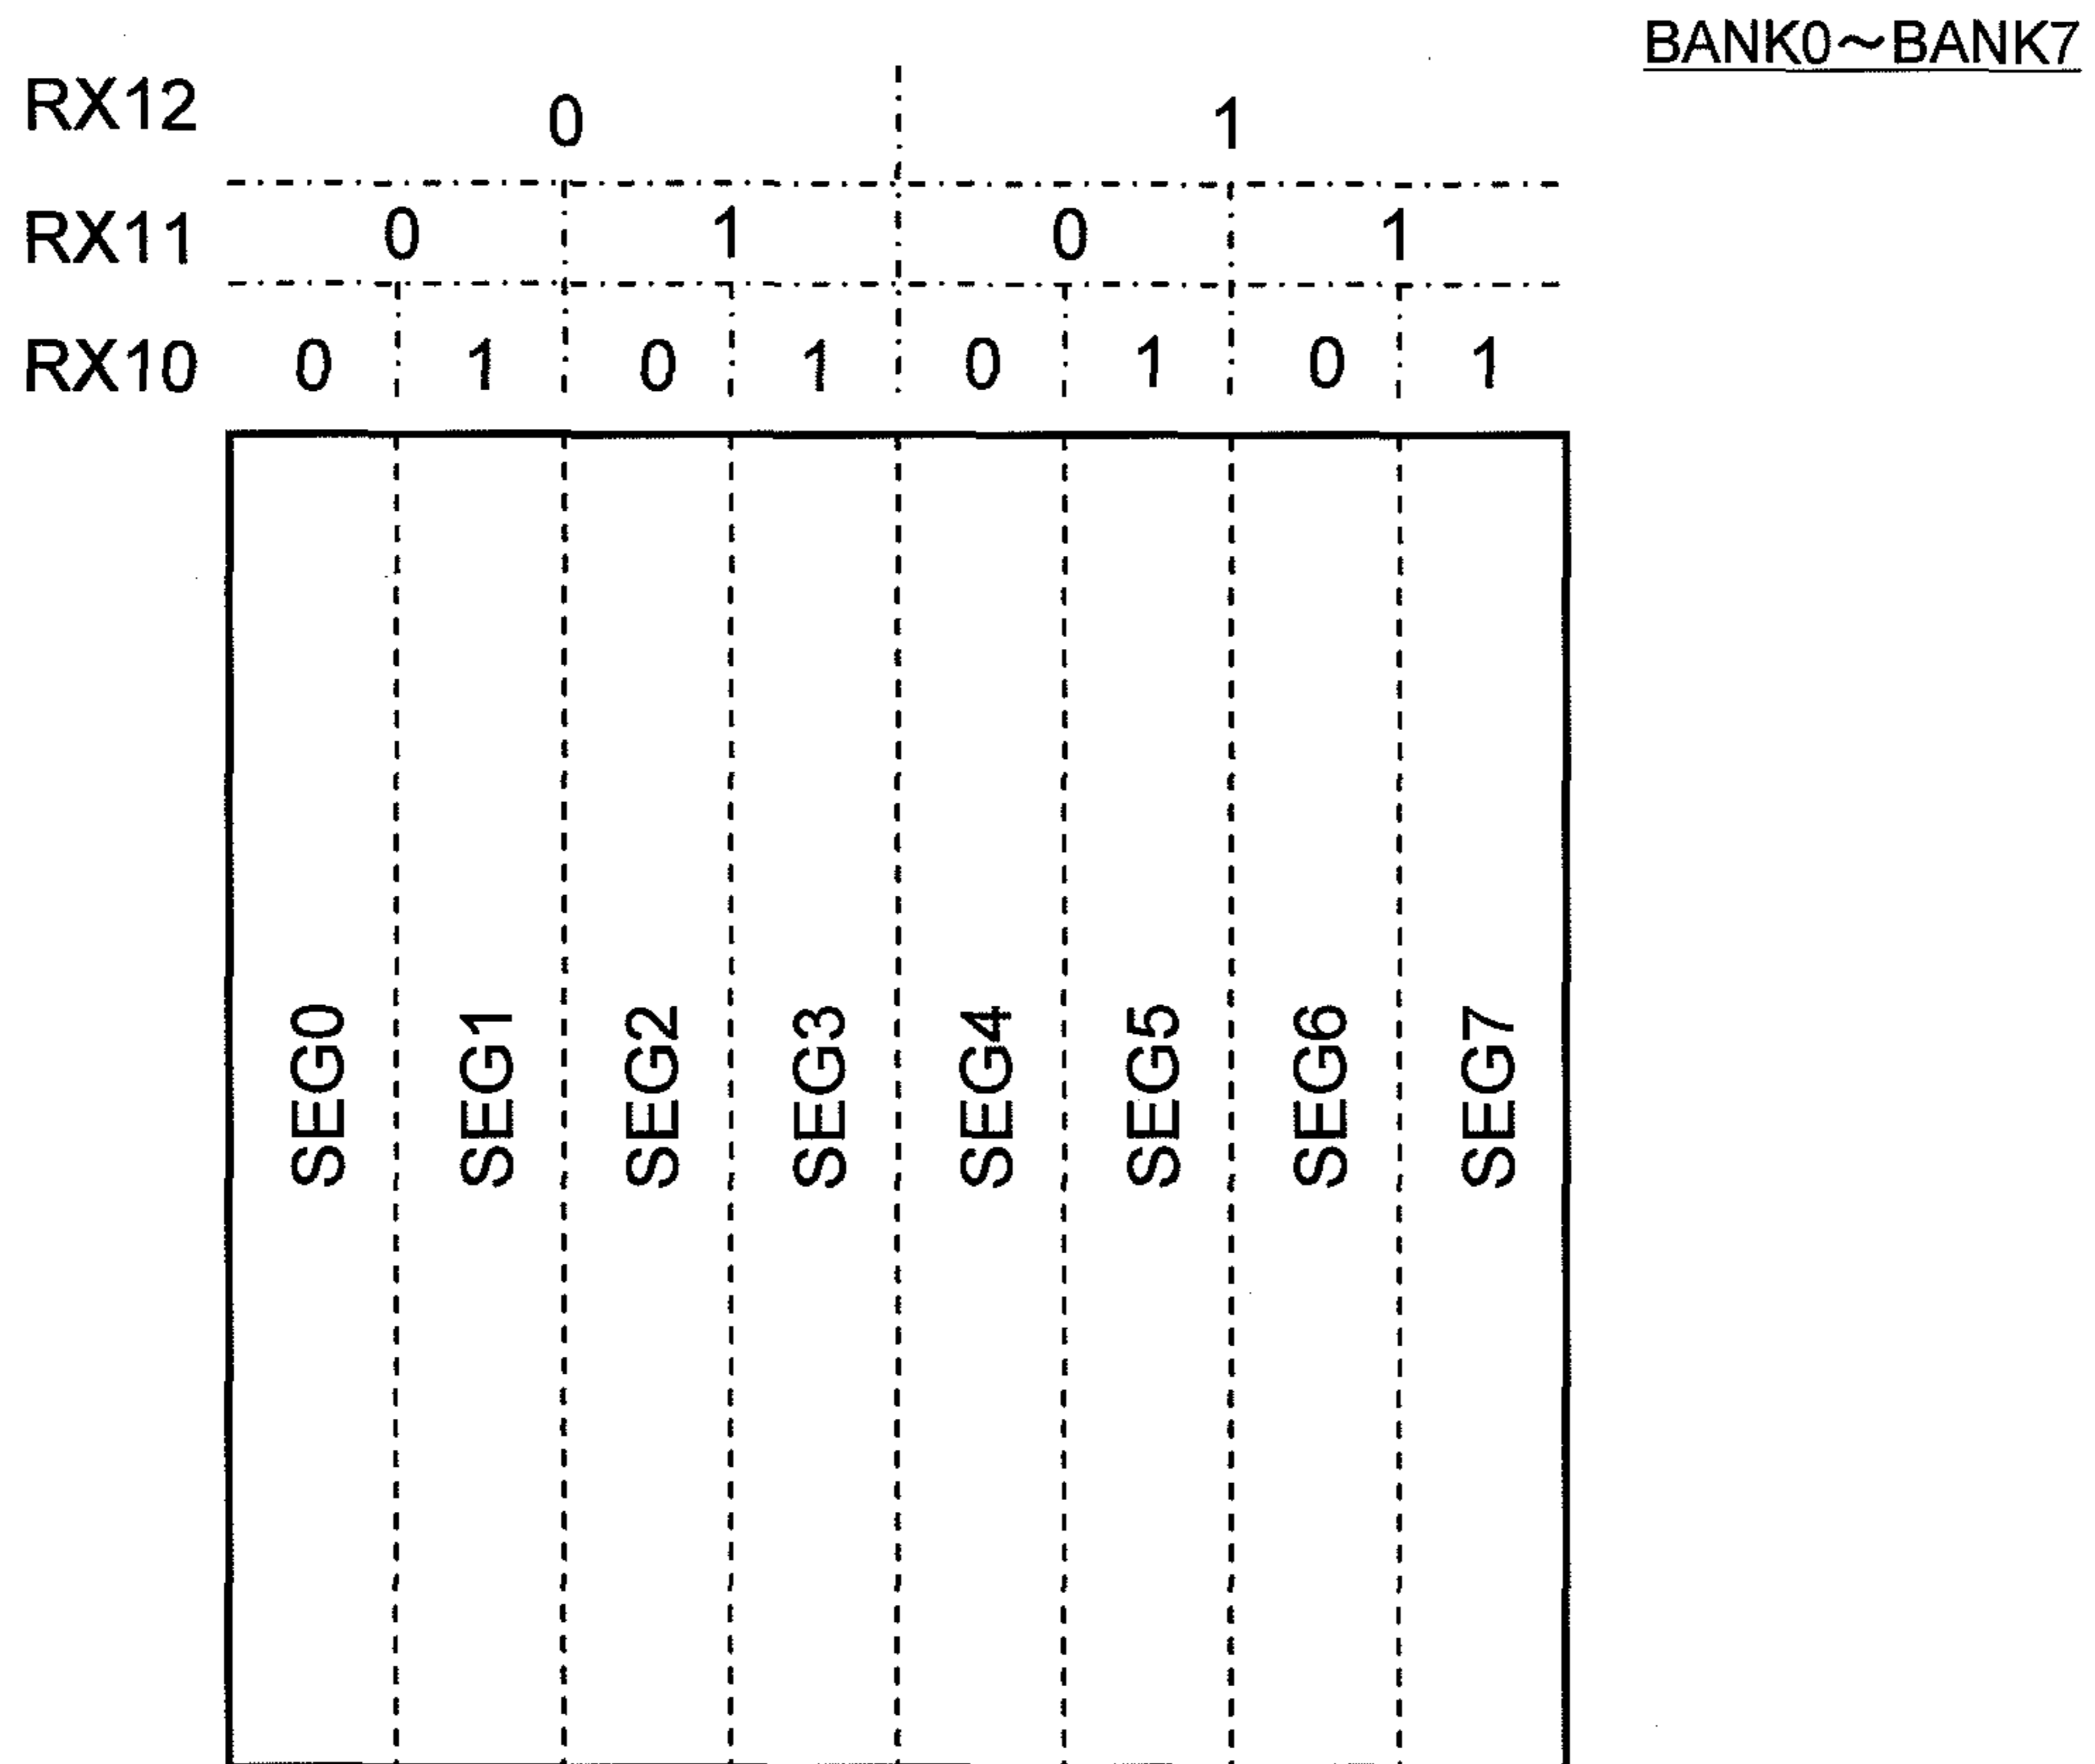 BANK0~BANK7
RX12 0 1
RX11 0 1 0 1
RX10 0 1 0 1 0 1 0 1
SEG0 SEG1 SEG2 SEG3 SEG4 SEG5 SEG6 SEG7